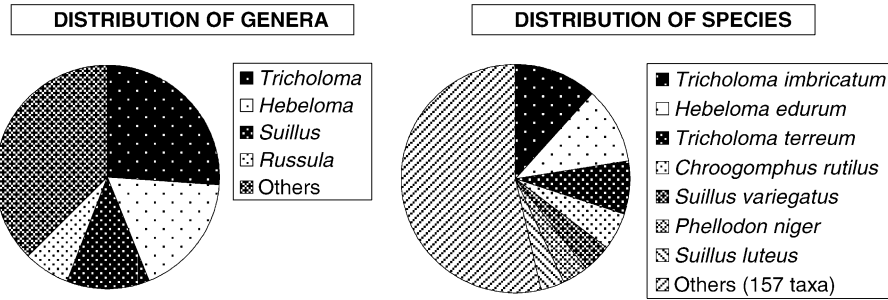 DISTRIBUTION OF GENERA
Tricholoma
Hebeloma
Suillus
Russula
Others
DISTRIBUTION OF SPECIES
Tricholoma imbricatum
Hebeloma edurum
Tricholoma terreum
Chroogomphus rutilus
Suillus variegatus
Phellodon niger
Suillus luteus
Others (157 taxa)